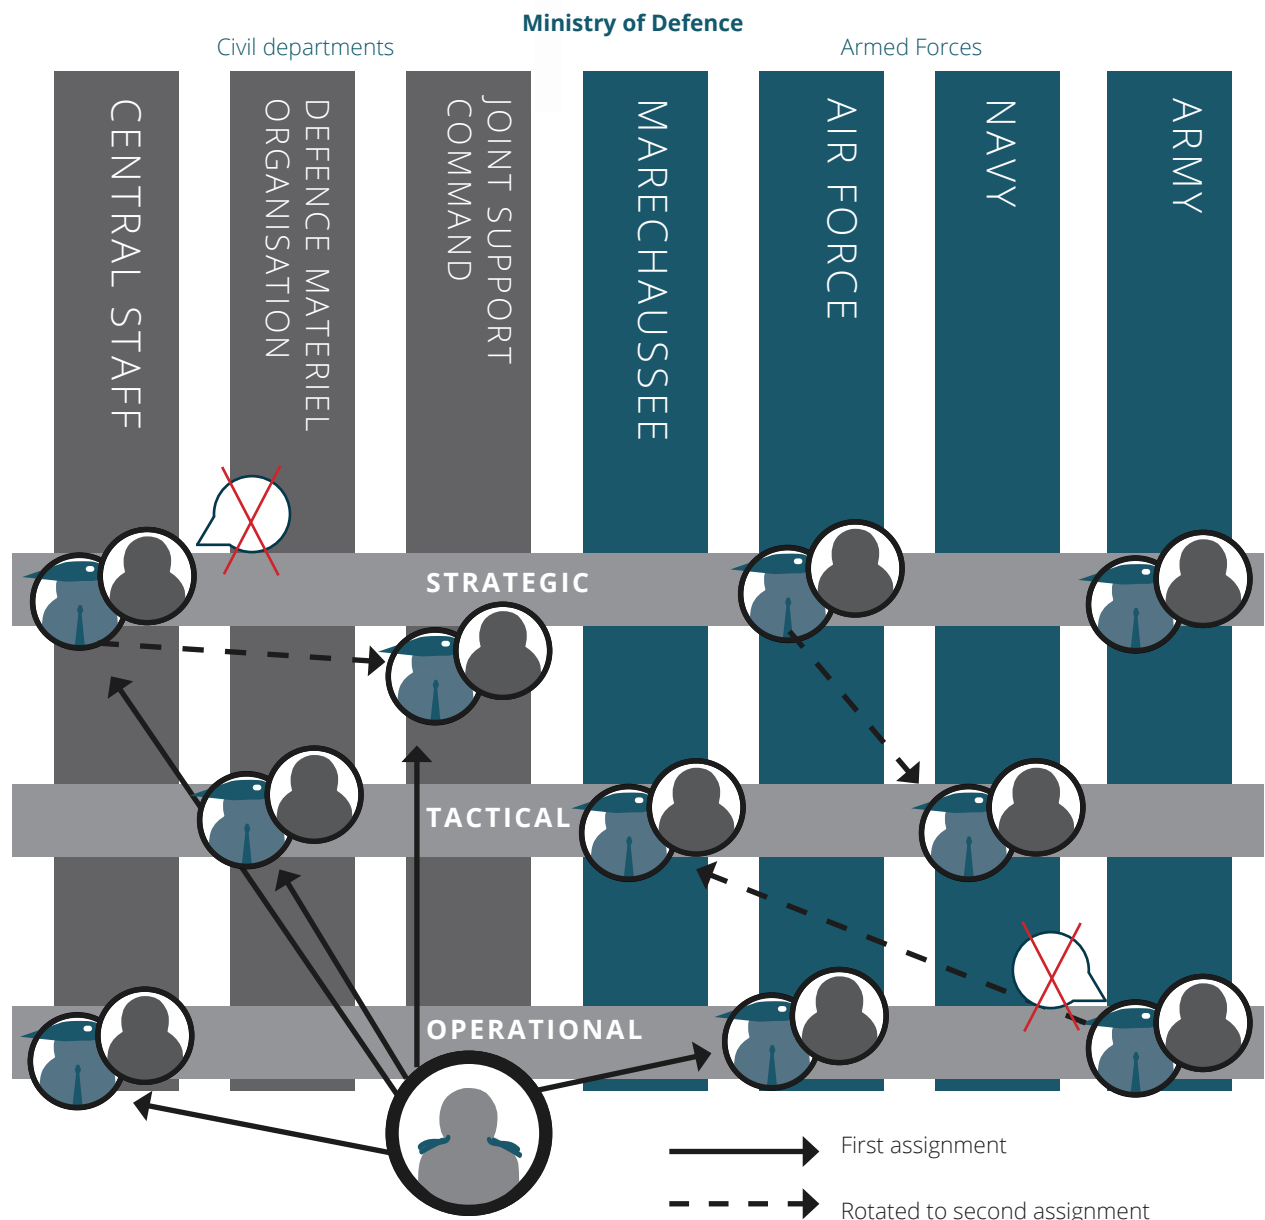 Ministry of Defence
Civil departments
Armed Forces
CENTRAL STAFF
DEFENCE MATERIEL
ORGANISATION
JOINT SUPPORT
COMMAND
MARECHAUSSEE
AIR FORCE
NAVY
ARMY
STRATEGIC
TACTICAL
OPERATIONAL
First assignment
Rotated to second assignment